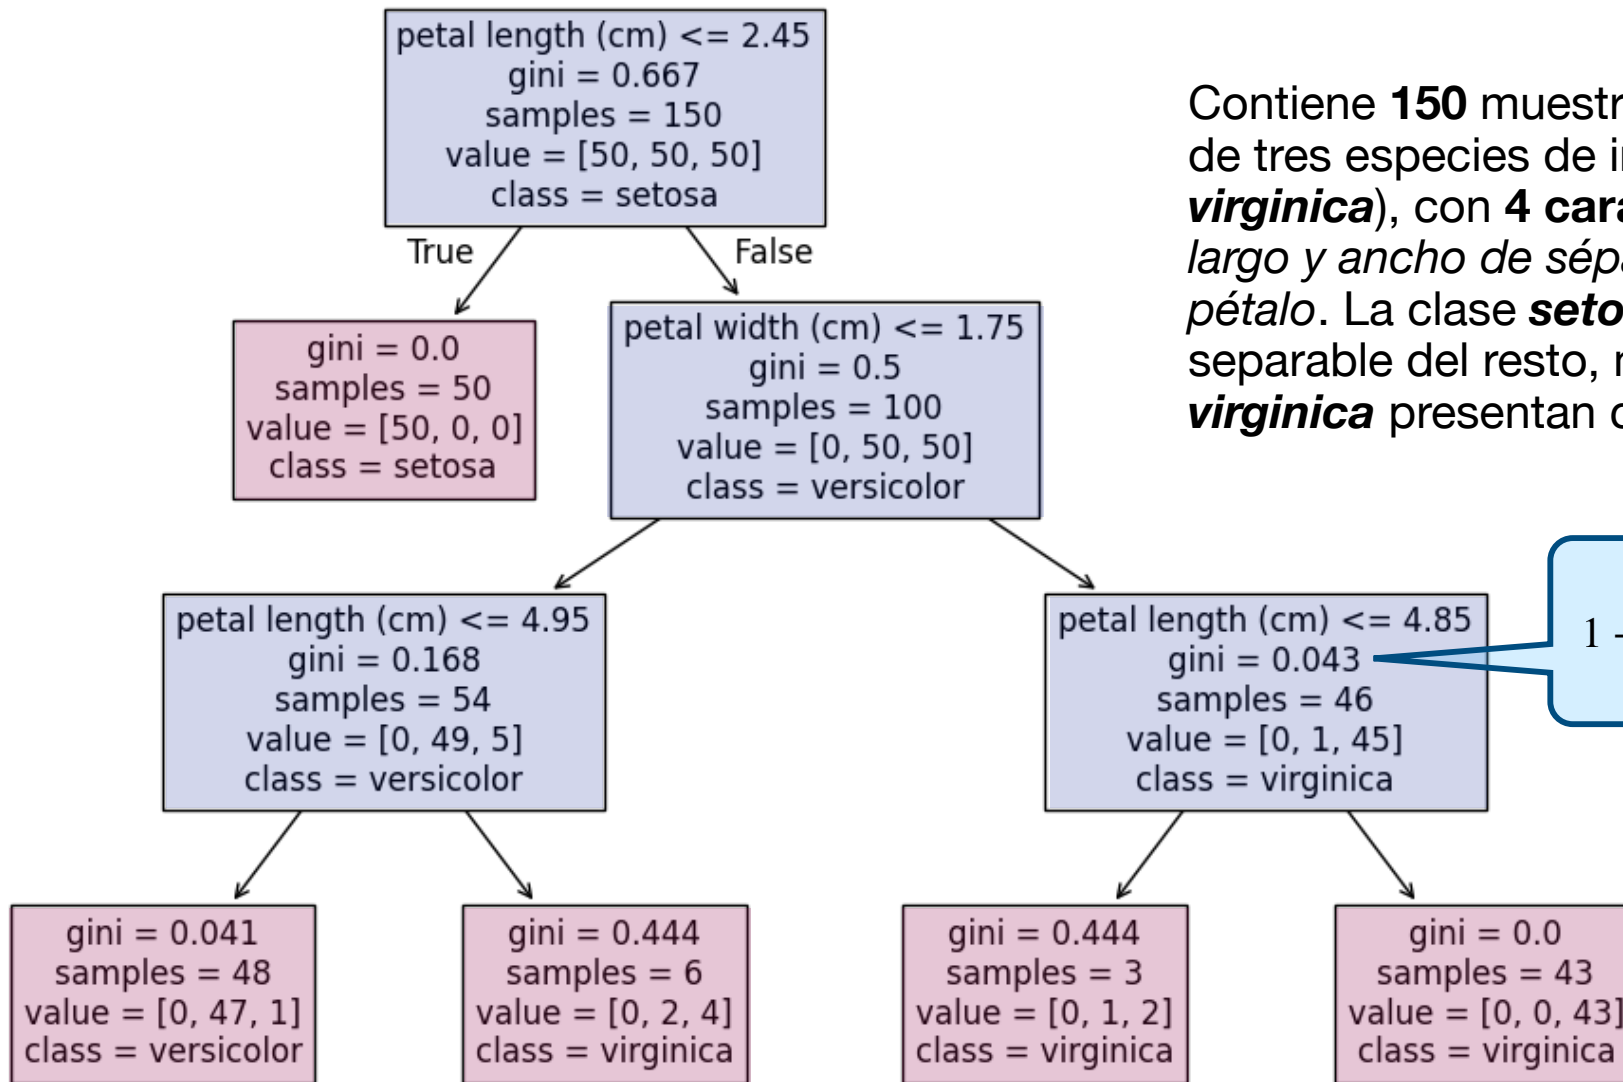 petal length (cm) <= 2.45
gini = 0.667
samples = 150
value = [50, 50, 50]
class = setosa
True
False
gini = 0.0
samples = 50
value = [50, 0, 0]
class = setosa
petal width (cm) <= 1.75
gini = 0.5
samples = 100
value = [0, 50, 50]
class = versicolor
petal length (cm) <= 4.95
gini = 0.168
samples = 54
value = [0, 49, 5]
class = versicolor
petal length (cm) <= 4.85
gini = 0.043
samples = 46
value = [0, 1, 45]
class = virginica
gini = 0.041
samples = 48
value = [0, 47, 1]
class = versicolor
gini = 0.444
samples = 6
value = [0, 2, 4]
class = virginica
gini = 0.444
samples = 3
value = [0, 1, 2]
class = virginica
gini = 0.0
samples = 43
value = [0, 0, 43]
class = virginica
Contiene 150
de tres especies de
virginica), con 4
largo y ancho de
pétalo. La clase
separable del resto,
virginica presentan
1